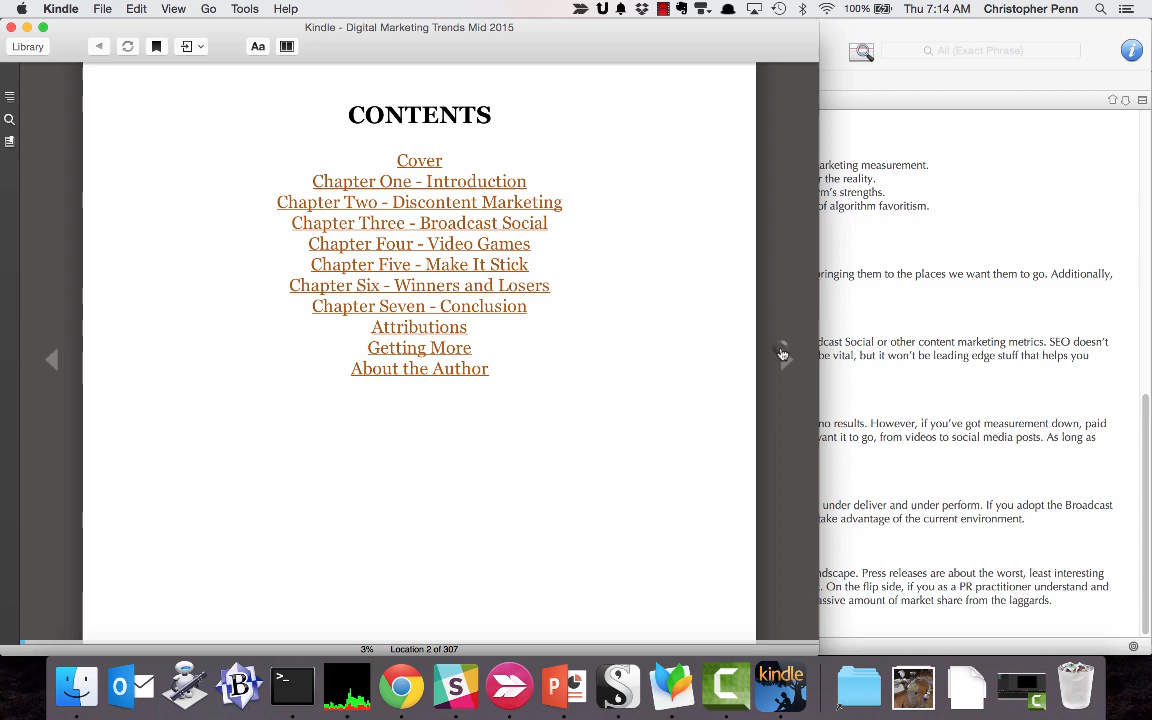 Kindle File Edit View Go Tools Help 100% Thu 7:14 AM Christopher Penn
Kindle - Digital Marketing Trends Mid 2015
Library
Aa
All (Exact Phrase)
CONTENTS
Cover
Chapter One - Introduction
Chapter Two - Discontent Marketing
Chapter Three - Broadcast Social
Chapter Four - Video Games
Chapter Five - Make It Stick
Chapter Six - Winners and Losers
Chapter Seven - Conclusion
Attributions
Getting More
About the Author
3% Location 2 of 307
arketing measurement.
r the reality.
rm's strengths.
of algorithm favoritism.
bringing them to the places we want them to go. Additionally,
dcast Social or other content marketing metrics. SEO doesn't
be vital, but it won't be leading edge stuff that helps you
no results. However, if you've got measurement down, paid
vant it to go, from videos to social media posts. As long as
under deliver and under perform. If you adopt the Broadcast
take advantage of the current environment.
ndscape. Press releases are about the worst, least interesting
. On the flip side, if you as a PR practitioner understand and
assive amount of market share from the laggards.
kindle